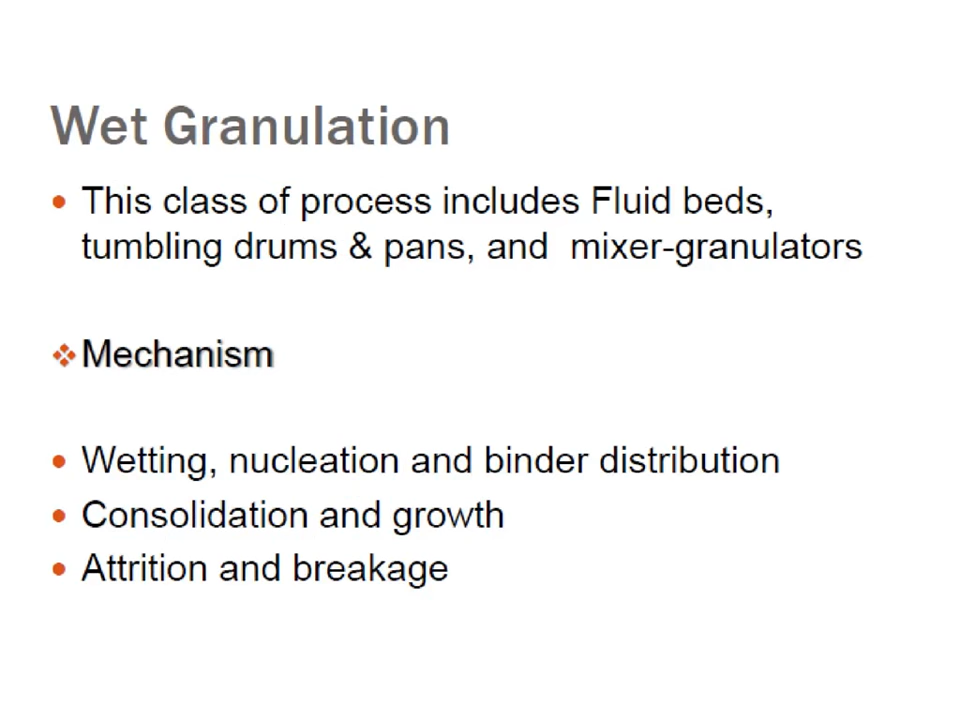 Wet Granulation
• This class of process includes Fluid beds,
tumbling drums & pans, and mixer-granulators
❖ Mechanism
• Wetting, nucleation and binder distribution
• Consolidation and growth
• Attrition and breakage